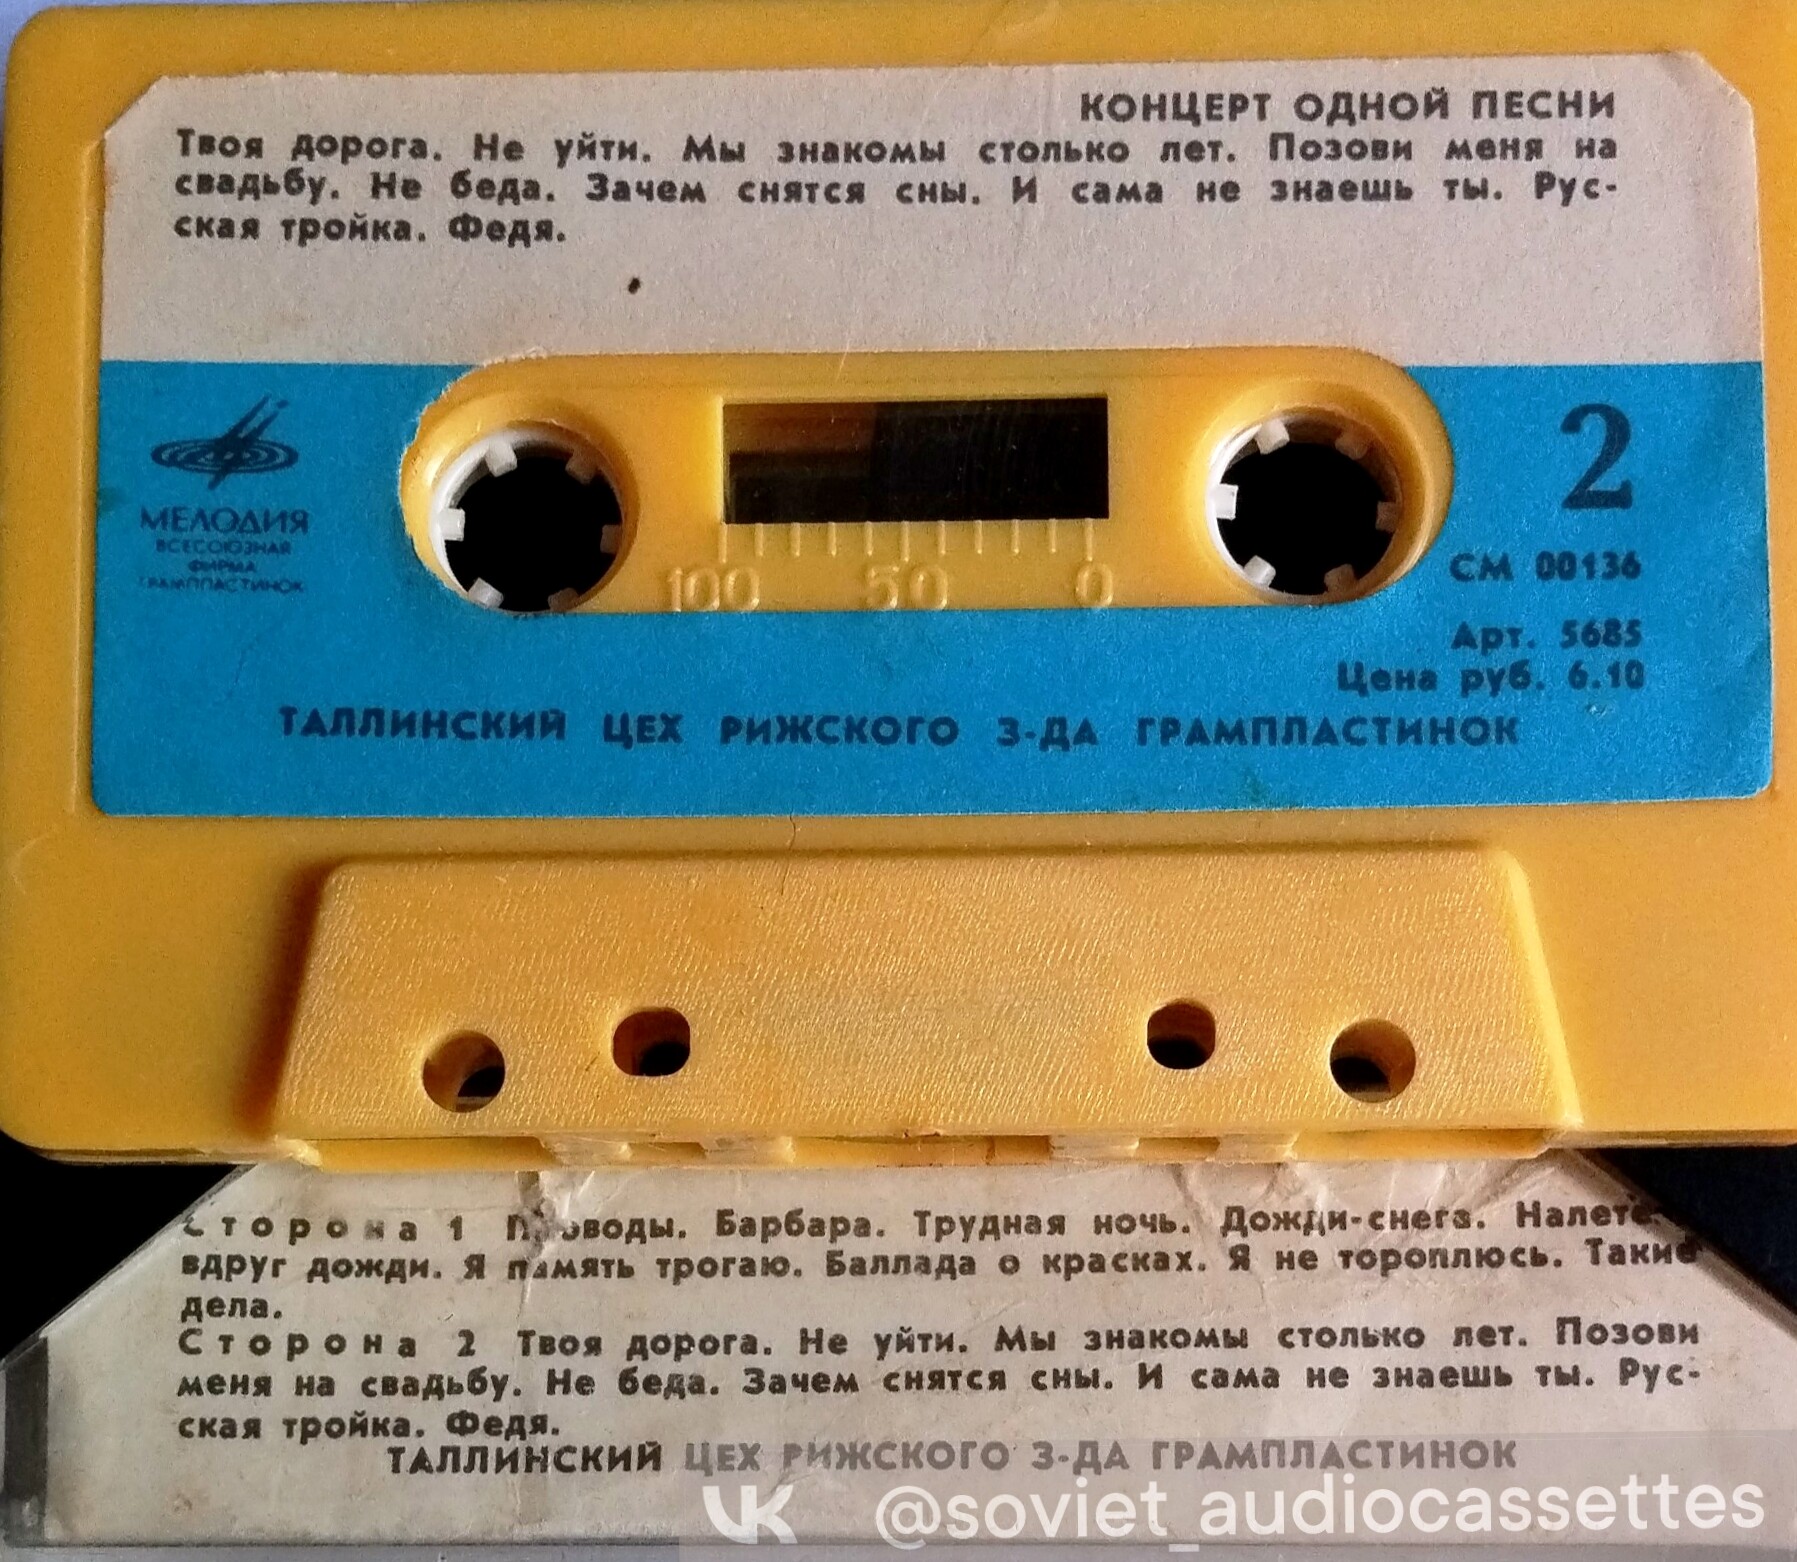 КОНЦЕРТ ОДНОЙ ПЕСНИ
Твоя дорога. Не уйти. Мы знакомы столько лет. Позови меня на
свадьбу. Не беда. Зачем снятся сны. И сама не знаешь ты. Рус-
ская тройка. Федя.
МЕЛОДИЯ
ВСЕСОЮЗНАЯ
ФИРМА
ГРАМПЛАСТИНОК
100 50 0
2
СМ 00136
Арт. 5685
Цена руб. 6.10
ТАЛЛИНСКИЙ ЦЕХ РИЖСКОГО З-ДА ГРАМПЛАСТИНОК
Сторона 1 Проводы. Барбара. Трудная ночь. Дожди-снега.
вдруг дожди. Я память трогаю. Баллада о красках. Я не тороплюсь. Такие
дела.
Сторона 2 Твоя дорога. Не уйти. Мы знакомы столько лет. Позови
меня на свадьбу. Не беда. Зачем снятся сны. И сама не знаешь ты. Рус-
ская тройка. Федя.
ТАЛЛИНСКИЙ ЦЕХ РИЖСКОГО З-ДА ГРАМПЛАСТИНОК
VK @soviet_audiocassettes